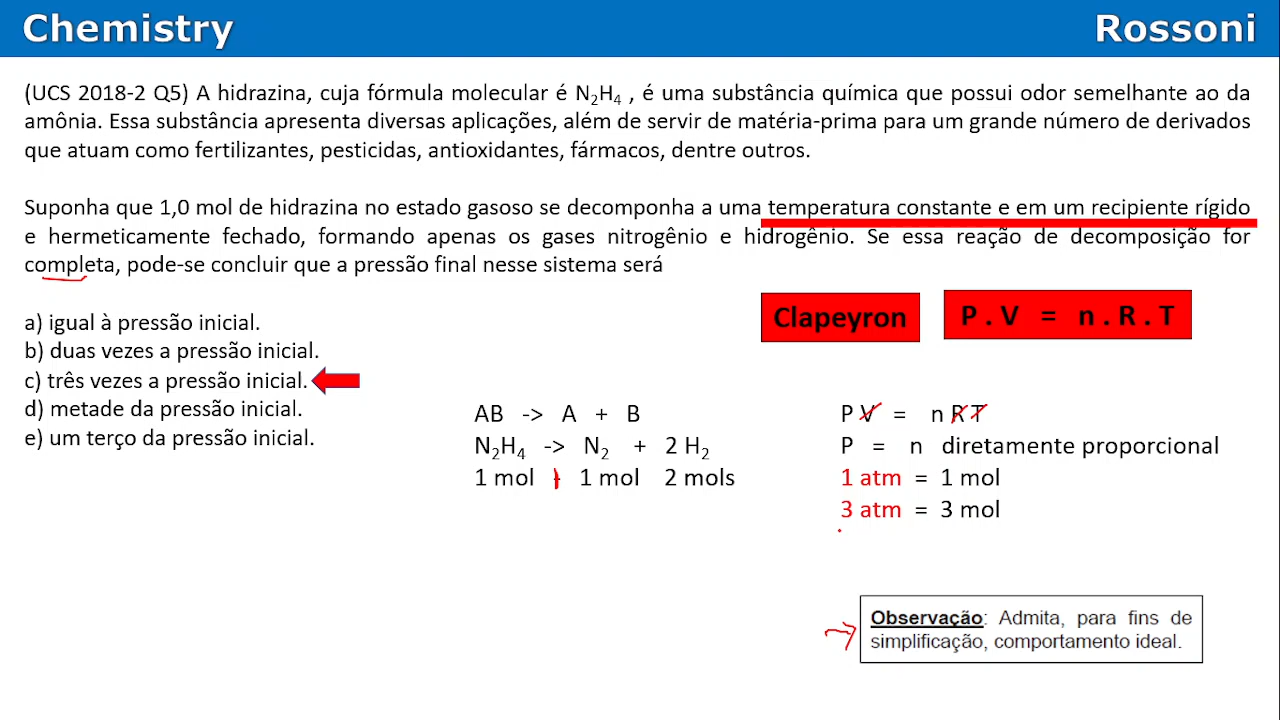 Chemistry
Rossoni
(UCS 2018-2 Q5) A hidrazina, cuja fórmula molecular é N₂H₄ , é uma substância química que possui odor semelhante ao da
amônia. Essa substância apresenta diversas aplicações, além de servir de matéria-prima para um grande número de derivados
que atuam como fertilizantes, pesticidas, antioxidantes, fármacos, dentre outros.
Suponha que 1,0 mol de hidrazina no estado gasoso se decomponha a uma temperatura constante e em um recipiente rígido
e hermeticamente fechado, formando apenas os gases nitrogênio e hidrogênio. Se essa reação de decomposição for
completa, pode-se concluir que a pressão final nesse sistema será
a) igual à pressão inicial.
b) duas vezes a pressão inicial.
c) três vezes a pressão inicial.
d) metade da pressão inicial.
e) um terço da pressão inicial.
Clapeyron
P . V = n . R . T
AB -> A + B
N₂H₄ -> N₂ + 2 H₂
1 mol 1 mol 2 mols
P V = n R T
P = n diretamente proporcional
1 atm = 1 mol
3 atm = 3 mol
Observação: Admita, para fins de
simplificação, comportamento ideal.